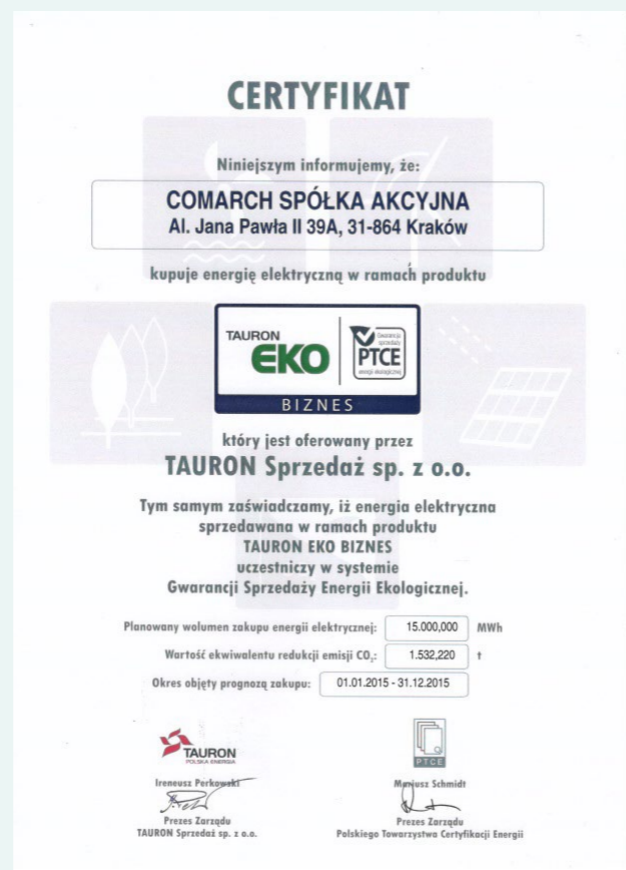 CERTYFIKAT
Niniejszym informujemy, że:
COMARCH SPÓŁKA AKCYJNA
Al. Jana Pawła II 39A, 31-864 Kraków
kupuje energię elektryczną w ramach produktu
TAURON
EKO
Gwarancja
sprzedaży
PTCE
energii ekologicznej
BIZNES
który jest oferowany przez
TAURON Sprzedaż sp. z o.o.
Tym samym zaświadczamy, iż energia elektryczna
sprzedawana w ramach produktu
TAURON EKO BIZNES
uczestniczy w systemie
Gwarancji Sprzedaży Energii Ekologicznej.
Planowany wolumen zakupu energii elektrycznej: 15.000,000 MWh
Wartość ekwiwalentu redukcji emisji CO₂: 1.532,220 t
Okres objęty prognozą zakupu: 01.01.2015 - 31.12.2015
TAURON
POLSKA ENERGIA
Ireneusz Perkowski
Prezes Zarządu
TAURON Sprzedaż sp. z o.o.
PTCE
Mariusz Schmidt
Prezes Zarządu
Polskiego Towarzystwa Certyfikacji Energii